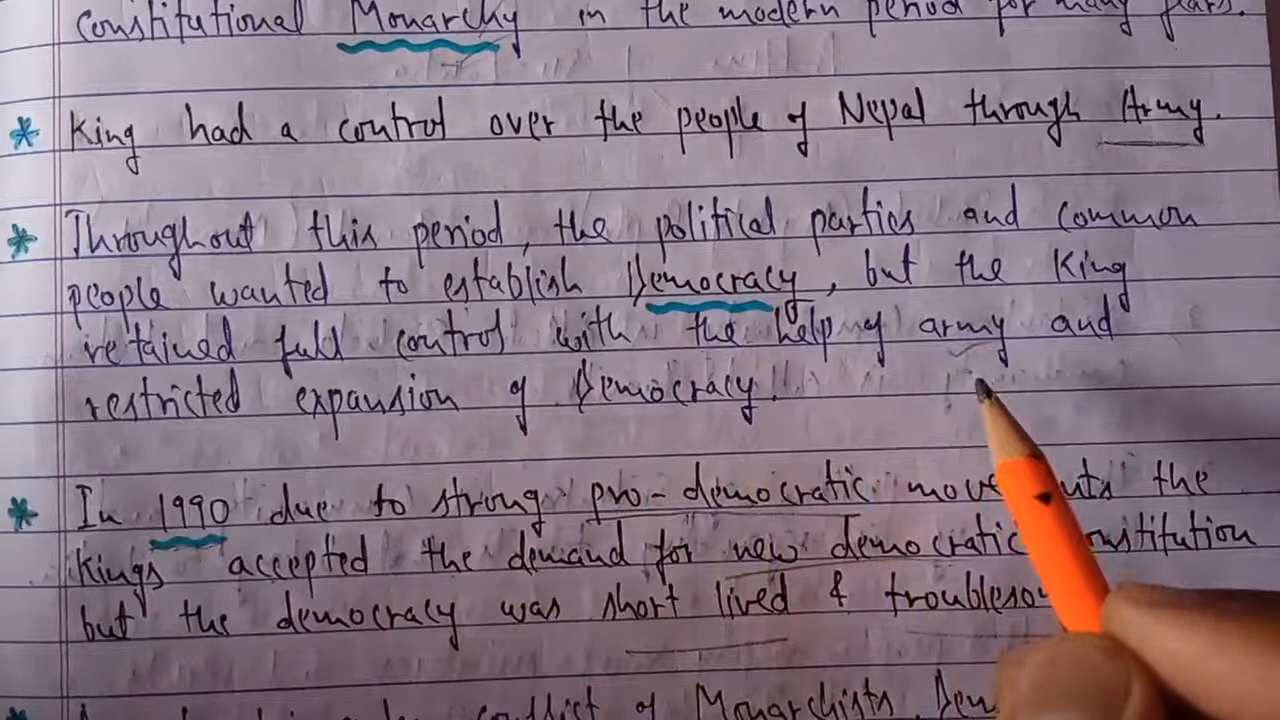 Constitutional Monarchy in the modern period for many years.
* King had a control over the people of Nepal through Army.
* Throughout this period, the political parties and common
people wanted to establish Democracy, but the King
retained full control with the help of army and
restricted expansion of Democracy.
* In 1990 due to strong pro-democratic the
Kings accepted the demand for new democratic
but the democracy was short lived &
conflict of Monarchists,